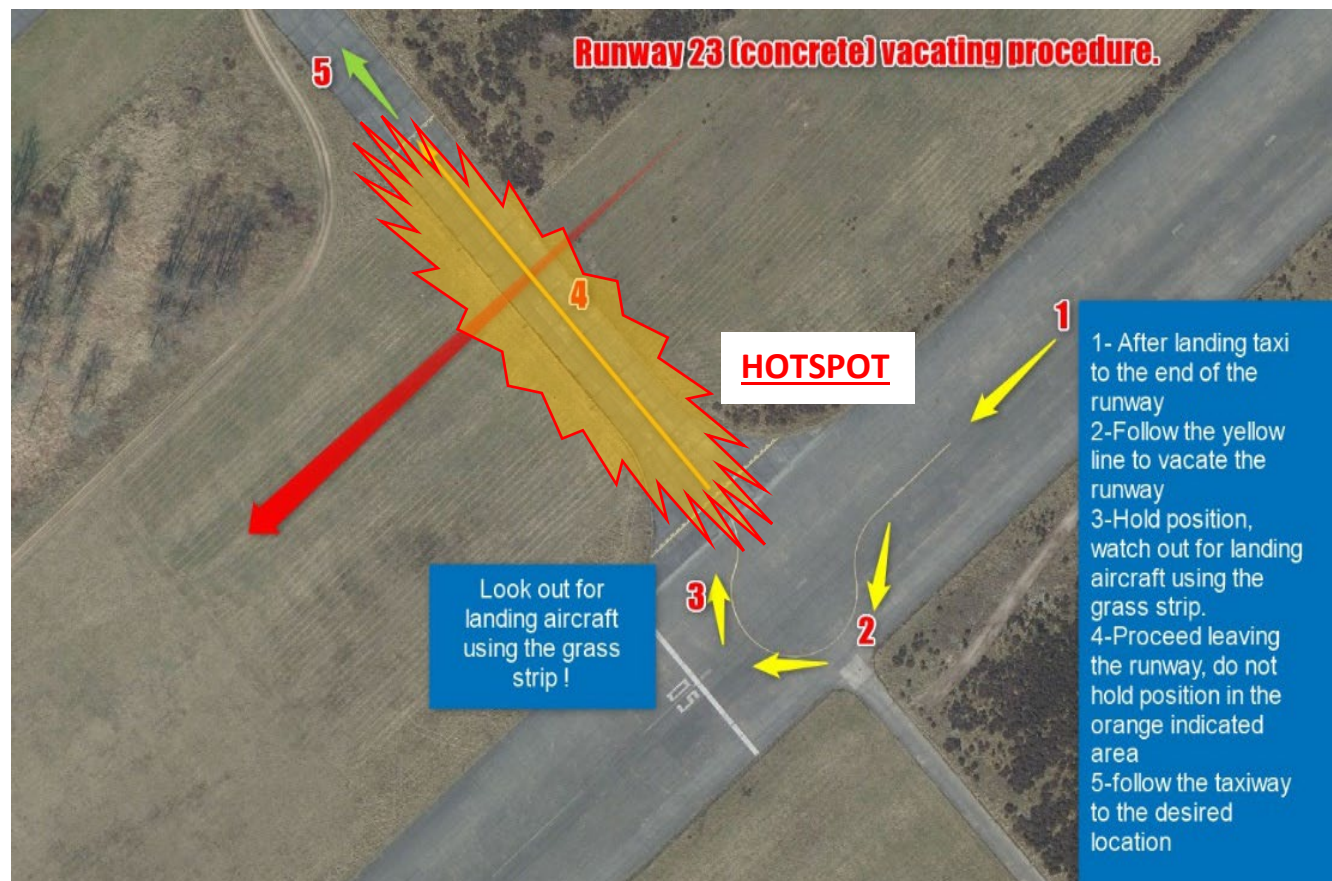 Runway 23 (concrete) vacating procedure.
5
4
1
HOTSPOT
1- After landing taxi
to the end of the
runway
2-Follow the yellow
line to vacate the
runway
3-Hold position,
watch out for landing
aircraft using the
grass strip.
4-Proceed leaving
the runway, do not
hold position in the
orange indicated
area
5-follow the taxiway
to the desired
location
Look out for
landing aircraft
using the grass
strip !
3
2